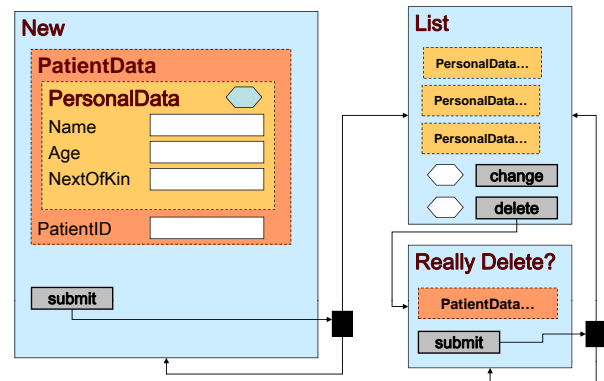 New
PatientData
PersonalData
Name
Age
NextOfKin
PatientID
submit
List
PersonalData...
PersonalData...
PersonalData...
change
delete
Really Delete?
PatientData...
submit